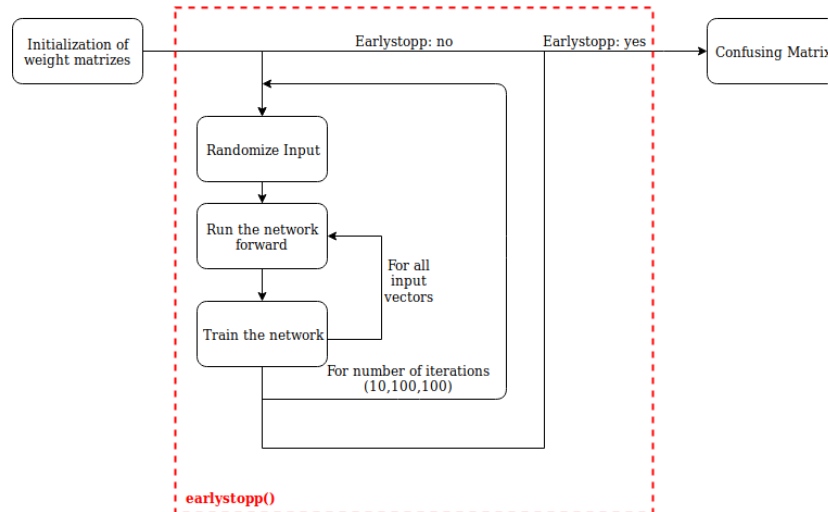 Initialization of
weight matrizes
Earlystopp: no
Earlystopp: yes
Confusing Matrix
Randomize Input
Run the network
forward
For all
input
vectors
Train the network
For number of iterations
(10,100,100)
earlystopp()